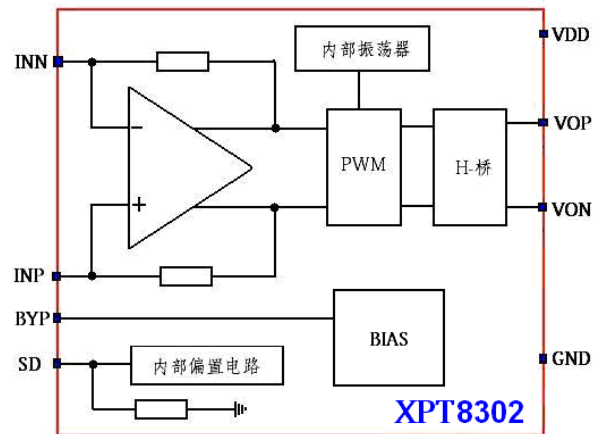 内部振荡器
VDD
INN
VOP
PWM
H-桥
VON
INP
BYP
BIAS
SD
内部偏置电路
GND
XPT8302